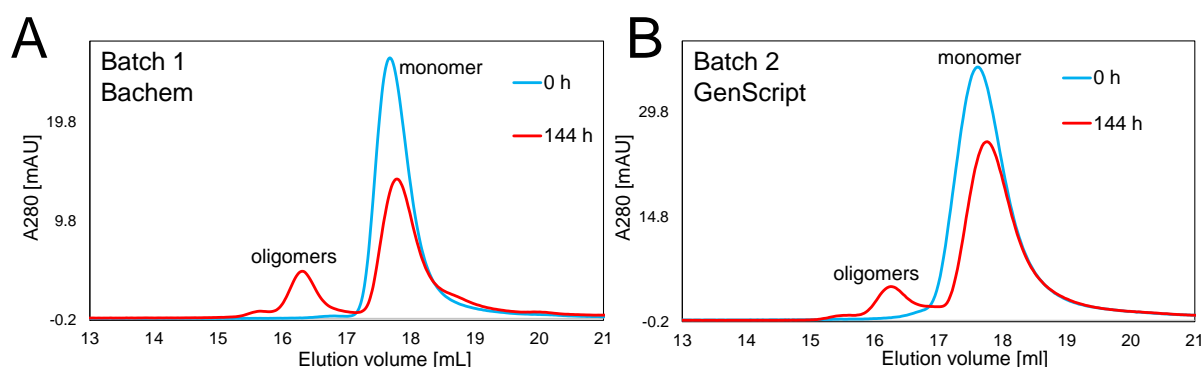 A
Batch 1
Bachem
monomer
0 h
144 h
oligomers
A280 [mAU]
19.8
9.8
-0.2
13 14 15 16 17 18 19 20 21
Elution volume [mL]
B
Batch 2
GenScript
monomer
0 h
144 h
oligomers
A280 [mAU]
29.8
14.8
-0.2
13 14 15 16 17 18 19 20 21
Elution volume [ml]